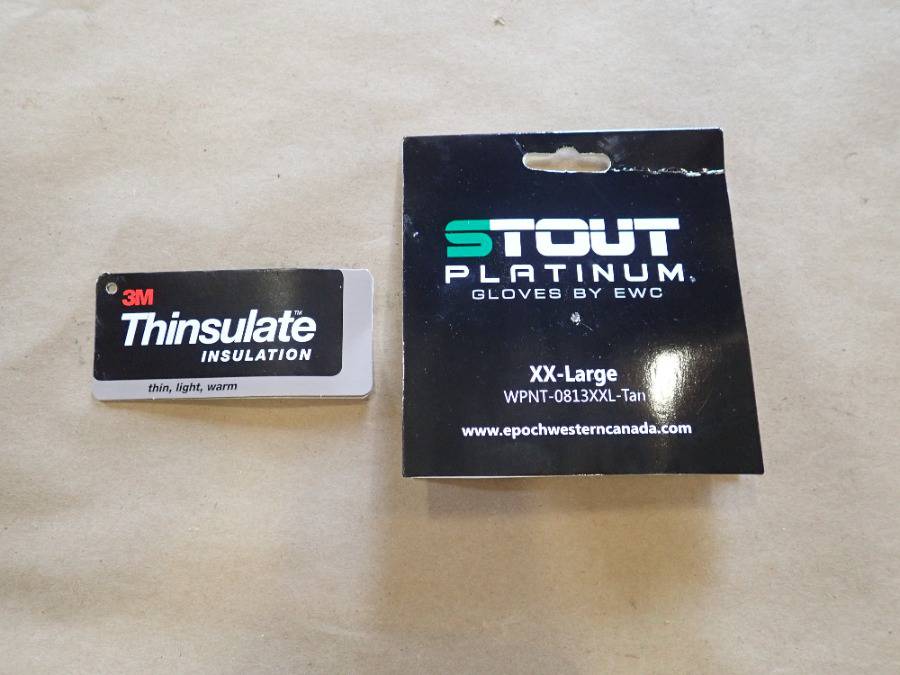 3M
Thinsulate™
INSULATION
thin, light, warm
STOUT
PLATINUM
GLOVES BY EWC
XX-Large
WPNT-0813XXL-Tan
www.epochwesterncanada.com